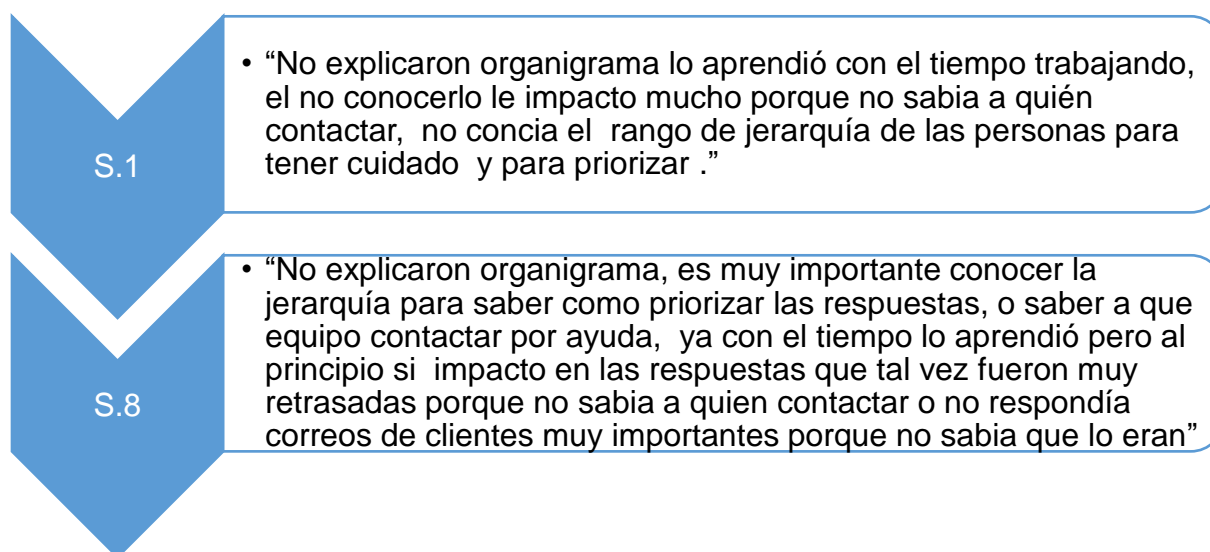 S.1
• “No explicaron organigrama lo aprendió con el tiempo trabajando,
el no conocerlo le impacto mucho porque no sabia a quién
contactar, no concia el rango de jerarquía de las personas para
tener cuidado y para priorizar .”
S.8
• “No explicaron organigrama, es muy importante conocer la
jerarquía para saber como priorizar las respuestas, o saber a que
equipo contactar por ayuda, ya con el tiempo lo aprendió pero al
principio si impacto en las respuestas que tal vez fueron muy
retrasadas porque no sabia a quien contactar o no respondía
correos de clientes muy importantes porque no sabia que lo eran”